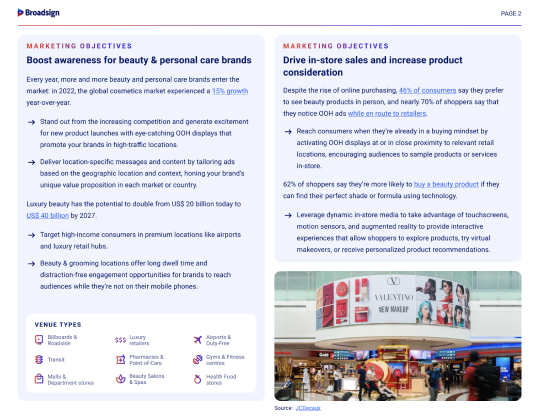 Broadsign
PAGE 2
MARKETING OBJECTIVES
Boost awareness for beauty & personal care brands
Every year, more and more beauty and personal care brands enter the
market: in 2022, the global cosmetics market experienced a 15% growth
year-over-year.
→ Stand out from the increasing competition and generate excitement
for new product launches with eye-catching OOH displays that
promote your brands in high-traffic locations.
→ Deliver location-specific messages and content by tailoring ads
based on the geographic location and context, honing your brand's
unique value proposition in each market or country.
Luxury beauty has the potential to double from US$ 20 billion today to
US$ 40 billion by 2027.
→ Target high-income consumers in premium locations like airports
and luxury retail hubs.
→ Beauty & grooming locations offer long dwell time and
distraction-free engagement opportunities for brands to reach
audiences while they're not on their mobile phones.
VENUE TYPES
Billboards &
Roadside
$$$ Luxury
retailers
Airports &
Duty-Free
Transit
Pharmacies &
Point-of-Care
Gyms & Fitness
centres
Malls &
Department stores
Beauty Salons
& Spas
Health Food
stores
MARKETING OBJECTIVES
Drive in-store sales and increase product
consideration
Despite the rise of online purchasing, 46% of consumers say they prefer
to see beauty products in person, and nearly 70% of shoppers say that
they notice OOH ads while en route to retailers.
→ Reach consumers when they're already in a buying mindset by
activating OOH displays at or in close proximity to relevant retail
locations, encouraging audiences to sample products or services
in-store.
62% of shoppers say they're more likely to buy a beauty product if they
can find their perfect shade or formula using technology.
→ Leverage dynamic in-store media to take advantage of touchscreens,
motion sensors, and augmented reality to provide interactive
experiences that allow shoppers to explore products, try virtual
makeovers, or receive personalized product recommendations.
VALENTINO
NEW MAKEUP
Gold
Source: JCDecaux